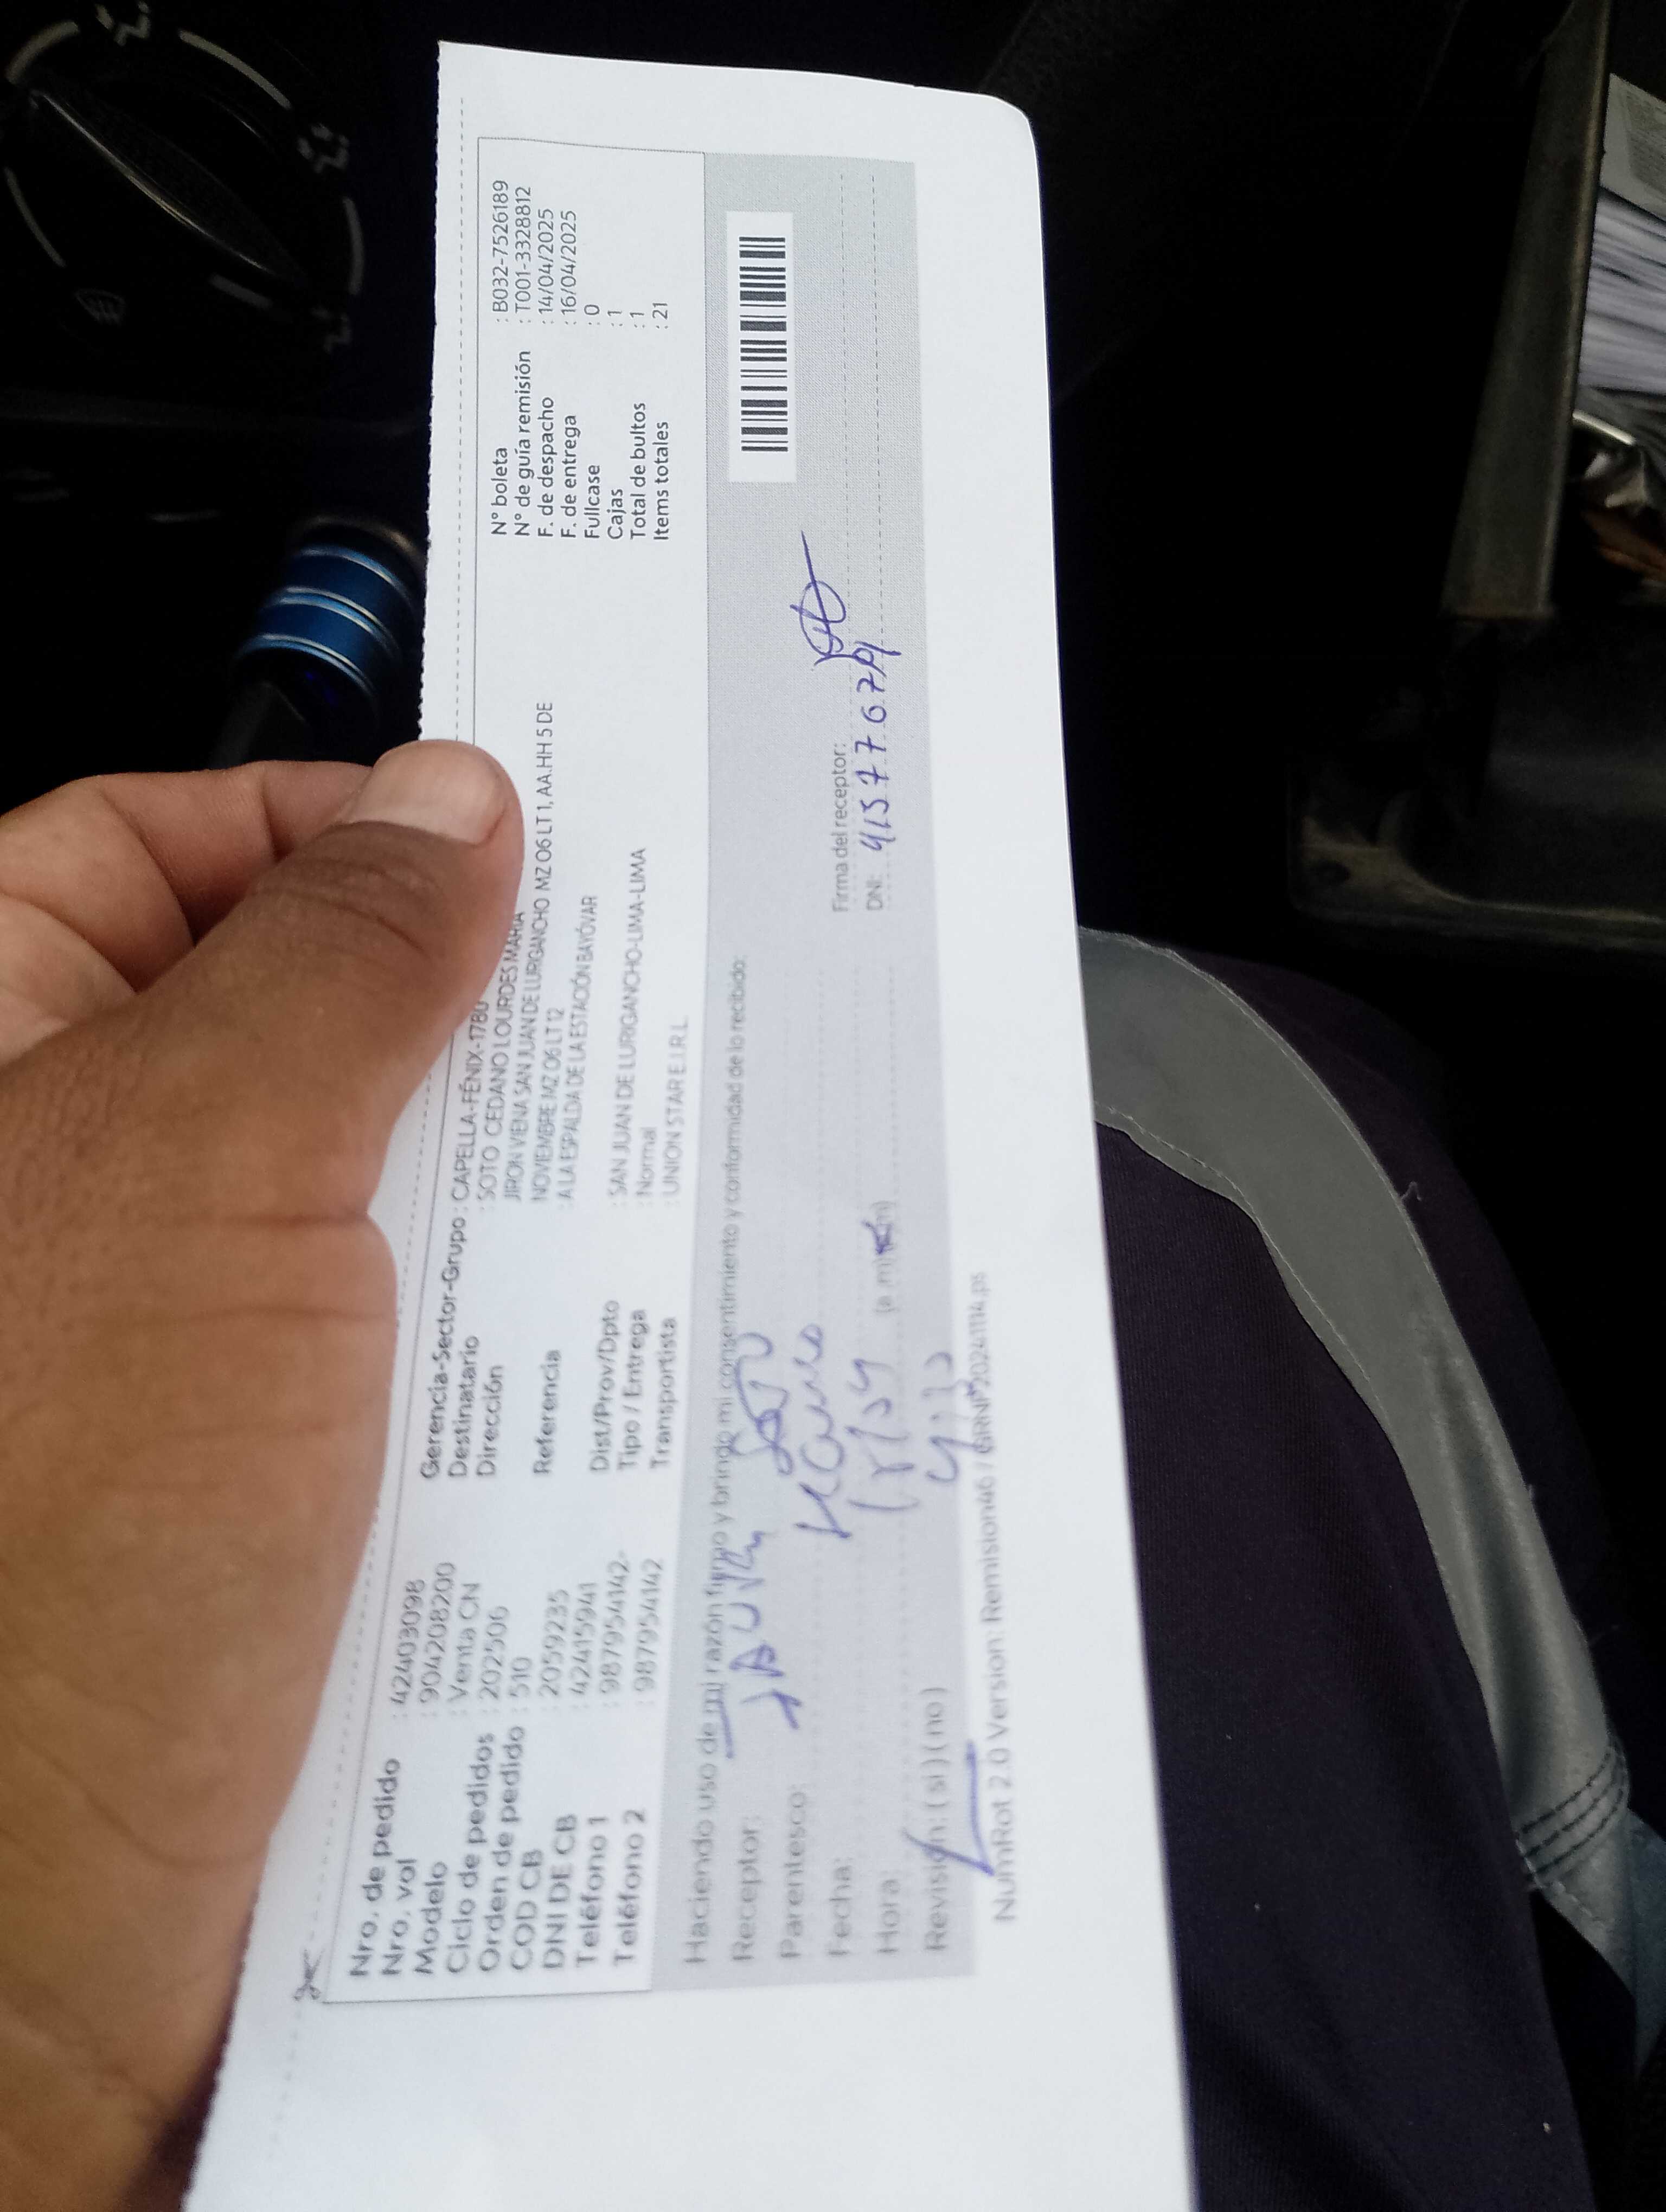 Nro. de pedido : 42403098
Nro. vol : 9042082000
Modelo : Venta CN
Ciclo de pedidos : 202506
Orden de pedido : 510
COD CB : 2059235
DNI DE CB : 42415941
Teléfono 1 : 987954142-
Teléfono 2 : 987954142
Gerencia-Sector-Grupo : CAPELLA-FÉNIX-1780
Destinatario : SOTO CEDANO LOURDES MARIA
Dirección JIRON VIENA SAN JUAN DE LURIGANCHO MZ 06 LT 1, AA.HH 5 DE
NOVIEMBRE MZ 06 LT 12
Referencia : A LA ESPALDA DE LA ESTACIÓN BAYÓVAR
Dist/Prov/Dpto : SAN JUAN DE LURIGANCHO-LIMA-LIMA
Tipo / Entrega : Normal
Transportista : UNION STAR E.I.R.L.
N° boleta : B032-7526189
N° de guía remisión : T001-3328812
F. de despacho : 14/04/2025
F. de entrega : 16/04/2025
Fullcase : 0
Cajas : 1
Total de bultos : 1
Items totales : 21
Haciendo uso de mi razón firmo y brindo mi consentimiento y conformidad de lo recibido:
Receptor: Soto
Parentesco:
Fecha:
Hora: (a.m)
Revisión: (si) (no)
Firma del receptor:
DNI:
NumRot 2.0 Version: Remision46 / GRNP20241114.ps